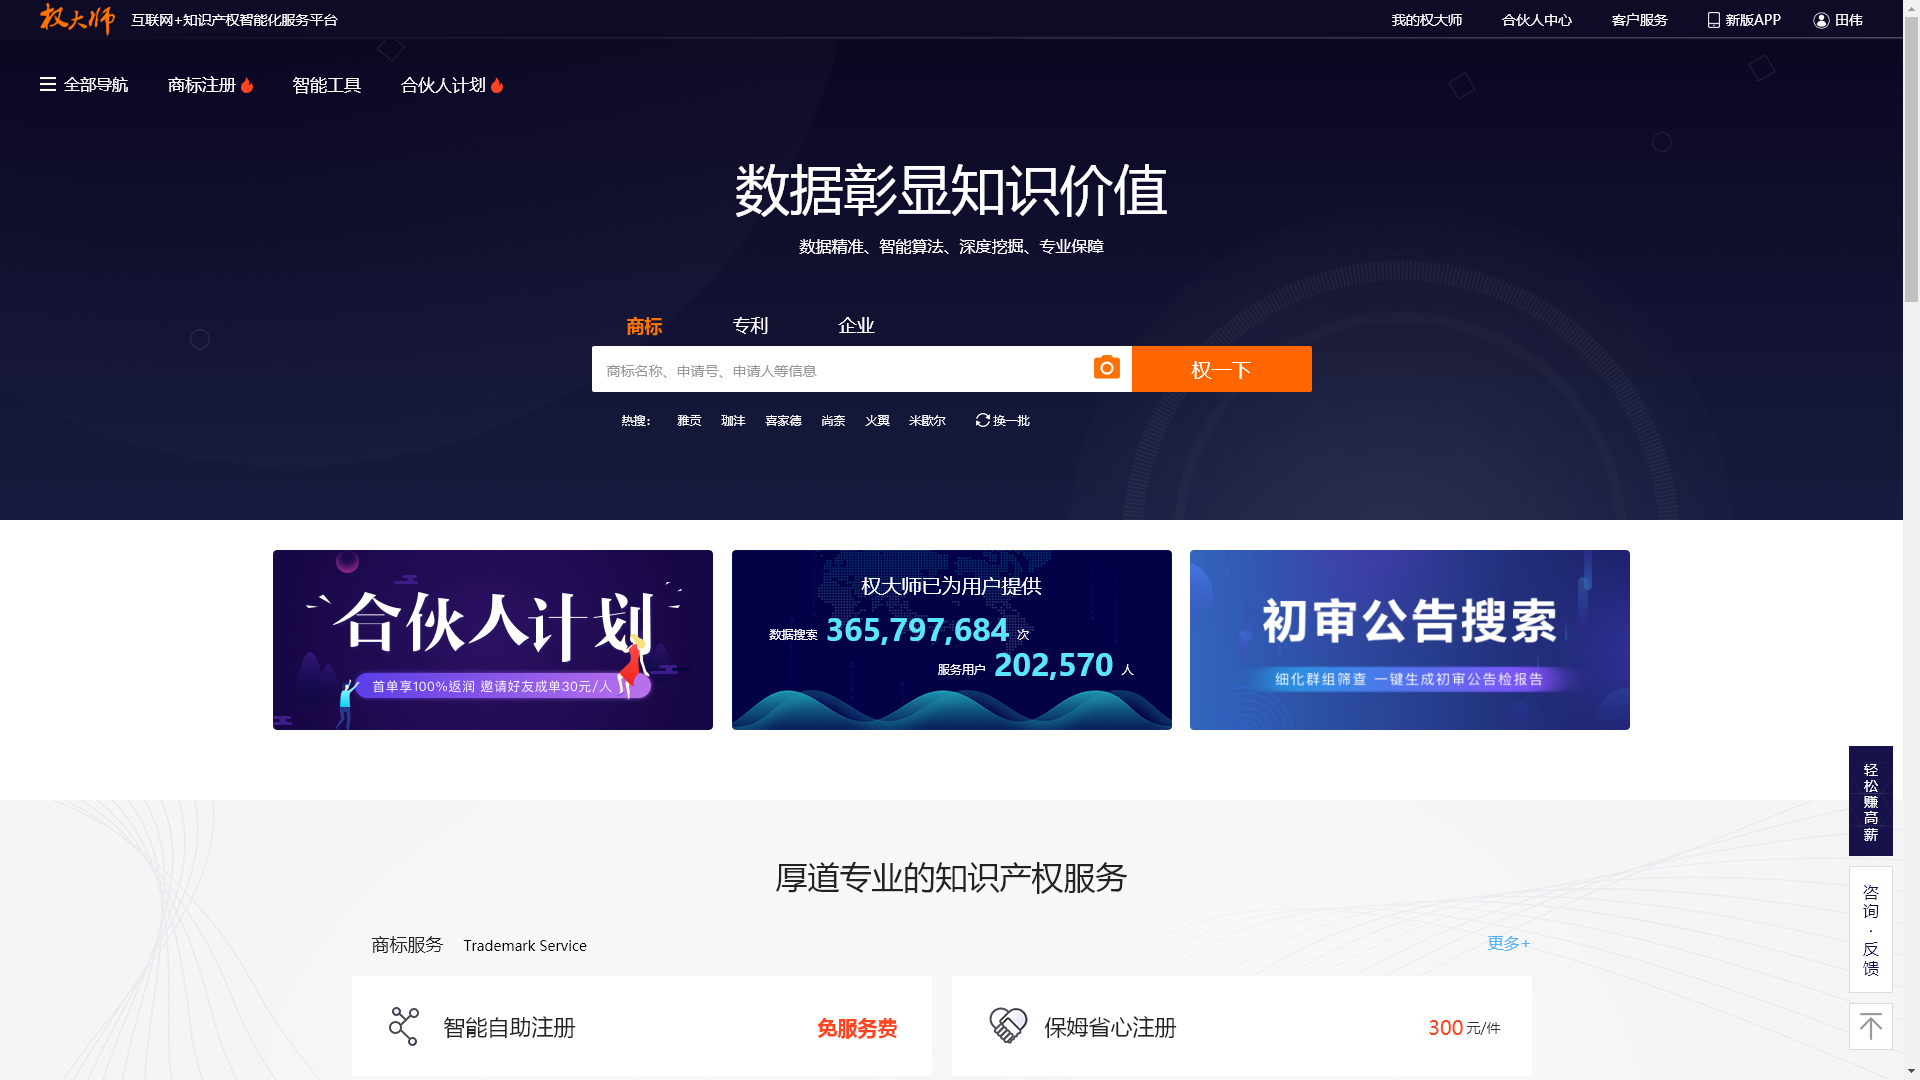 权大师 互联网+知识产权智能化服务平台 我的权大师 合伙人中心 客户服务 新版APP 田伟
全部导航 商标注册 智能工具 合伙人计划
数据彰显知识价值
数据精准、智能算法、深度挖掘、专业保障
商标 专利 企业
商标名称、申请号、申请人等信息 权一下
热搜: 雅贡 珈沣 喜家德 尚奈 火翼 米歇尔 换一批
合伙人计划
首单享100%返润 邀请好友成单30元/人
权大师已为用户提供
数据搜索 365,797,684 次
服务用户 202,570 人
初审公告搜索
细化群组筛查 一键生成初审公告检报告
轻松赚高薪
厚道专业的知识产权服务
咨询·反馈
商标服务 Trademark Service 更多+
智能自助注册 免服务费
保姆省心注册 300元/件